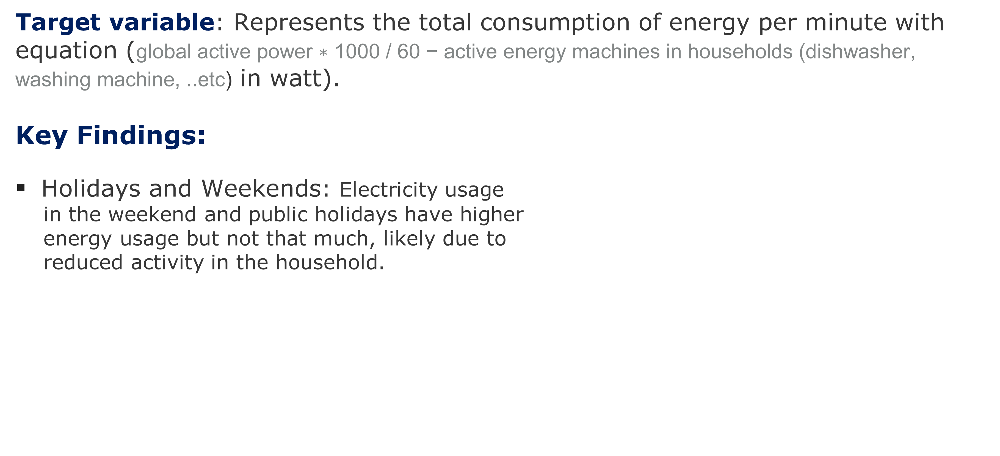 Target variable: Represents the total consumption of energy per minute with
equation (global active power * 1000 / 60 − active energy machines in households (dishwasher,
washing machine, ..etc) in watt).
Key Findings:
▪ Holidays and Weekends: Electricity usage
in the weekend and public holidays have higher
energy usage but not that much, likely due to
reduced activity in the household.